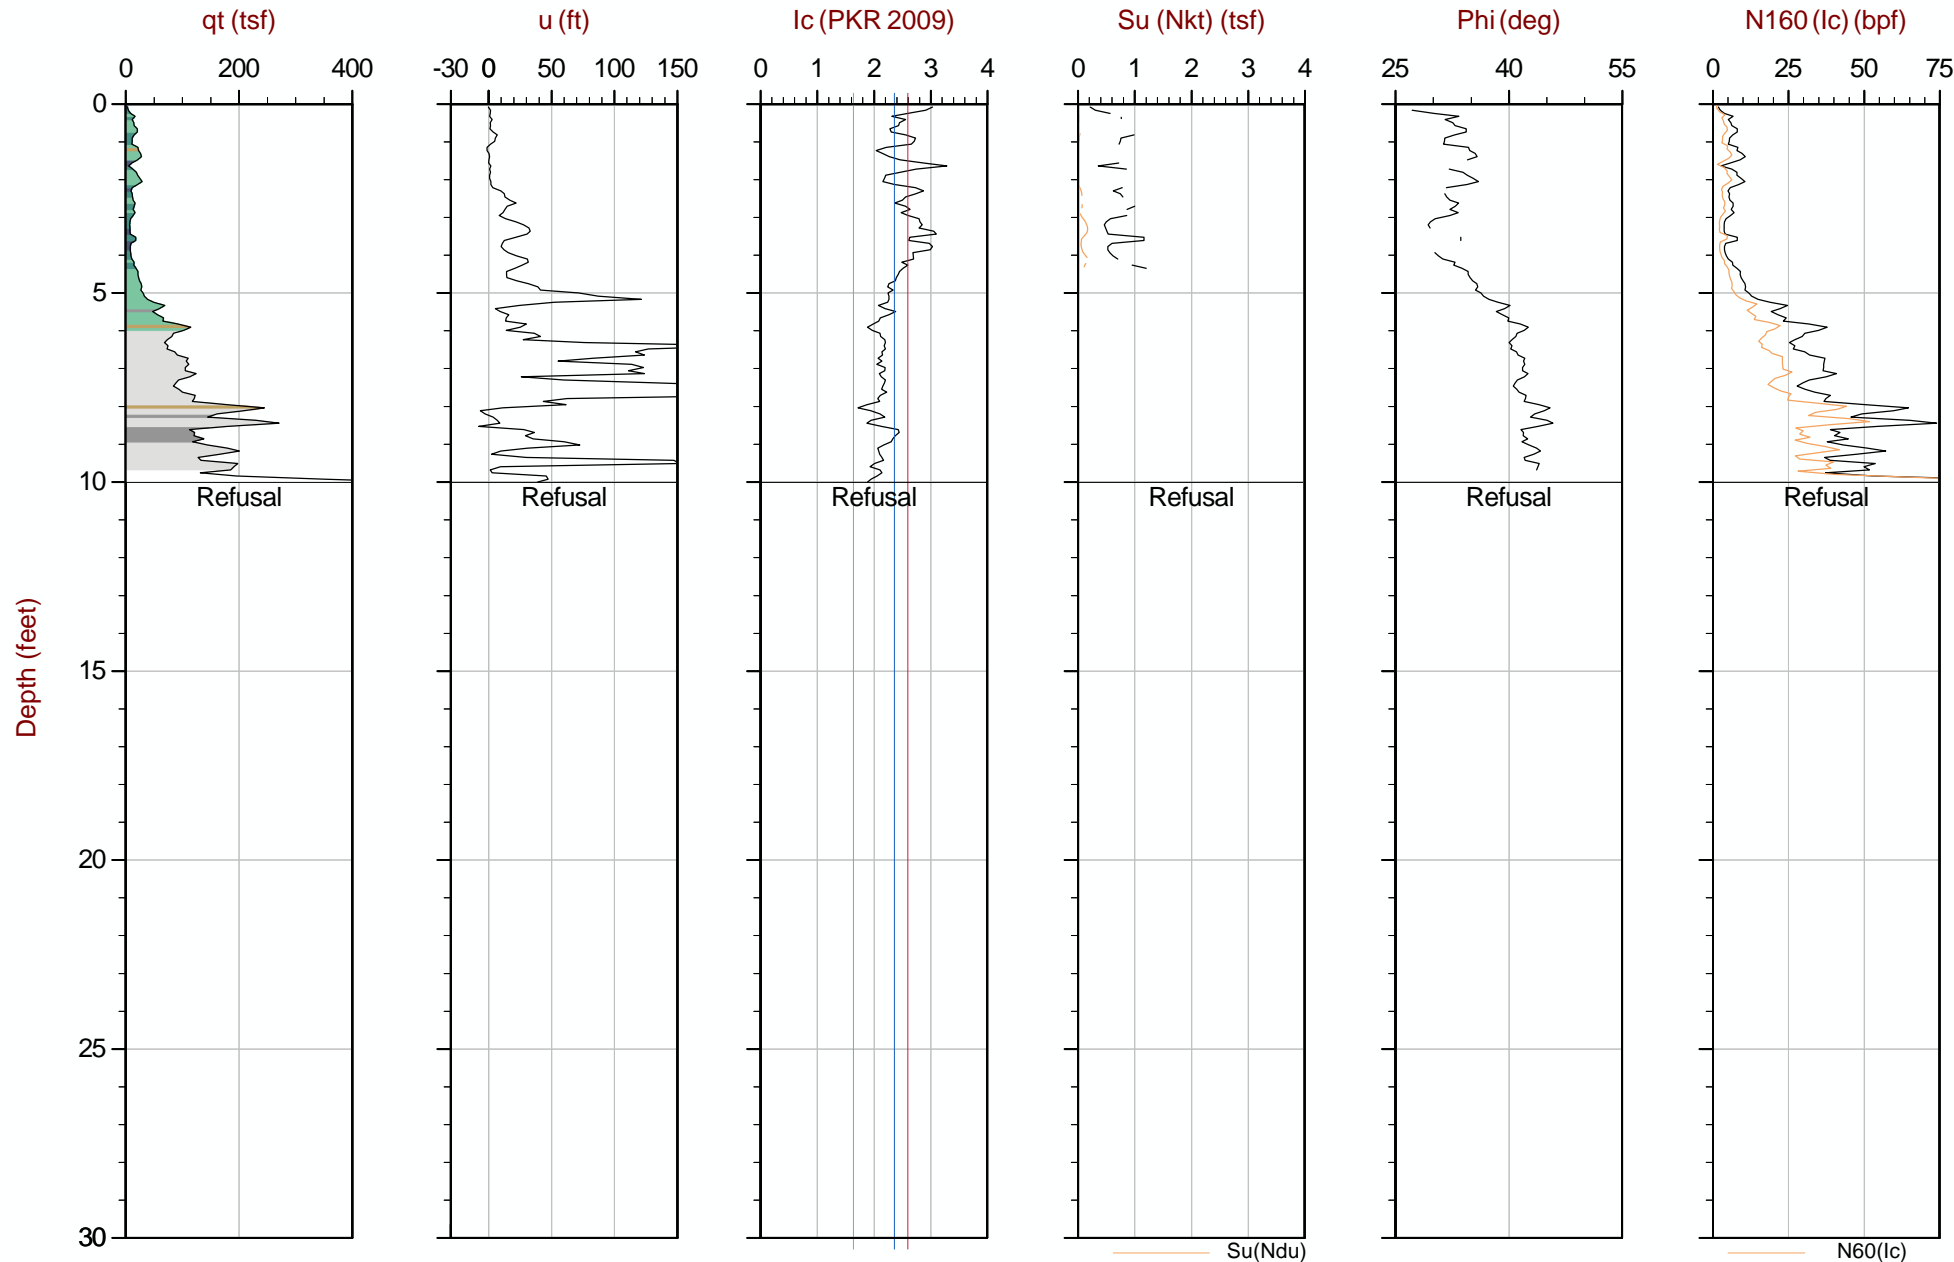 qt (tsf) u (ft) Ic (PKR 2009) Su (Nkt) (tsf) Phi (deg) N160 (Ic) (bpf)
0 200 400 -30 0 50 100 150 0 1 2 3 4 0 1 2 3 4 25 40 55 0 25 50 75
0
5
10
Refusal Refusal Refusal Refusal Refusal Refusal
Depth (feet)
15
20
25
30
Su(Ndu) N60(Ic)